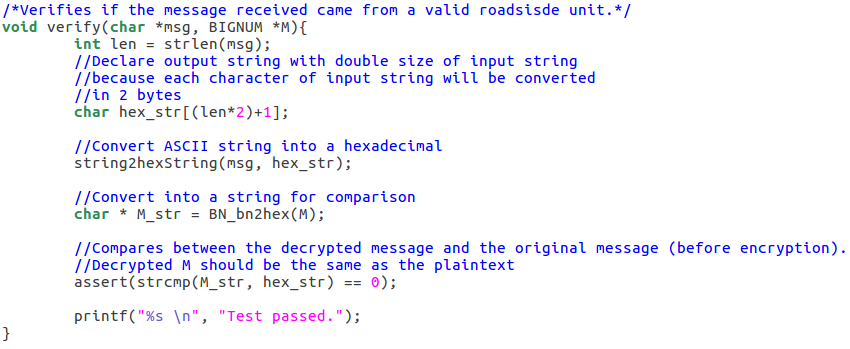 /*Verifies if the message received came from a valid roadsisde unit.*/
void verify(char *msg, BIGNUM *M){
        int len = strlen(msg);
        //Declare output string with double size of input string
        //because each character of input string will be converted
        //in 2 bytes
        char hex_str[(len*2)+1];

        //Convert ASCII string into a hexadecimal
        string2hexString(msg, hex_str);

        //Convert into a string for comparison
        char * M_str = BN_bn2hex(M);

        //Compares between the decrypted message and the original message (before encryption).
        //Decrypted M should be the same as the plaintext
        assert(strcmp(M_str, hex_str) == 0);

        printf("%s \n", "Test passed.");
}